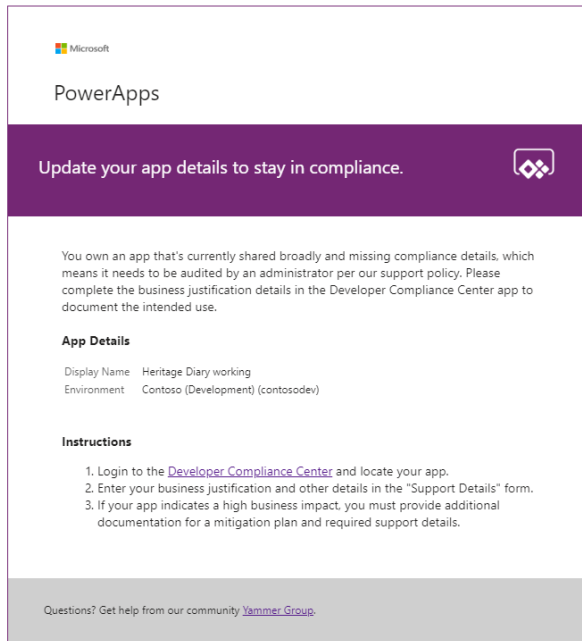 Microsoft
PowerApps
Update your app details to stay in compliance.
You own an app that's currently shared broadly and missing compliance details, which
means it needs to be audited by an administrator per our support policy. Please
complete the business justification details in the Developer Compliance Center app to
document the intended use.
App Details
Display Name Heritage Diary working
Environment Contoso (Development) (contosodev)
Instructions
1. Login to the Developer Compliance Center and locate your app.
2. Enter your business justification and other details in the "Support Details" form.
3. If your app indicates a high business impact, you must provide additional
documentation for a mitigation plan and required support details.
Questions? Get help from our community Yammer Group.